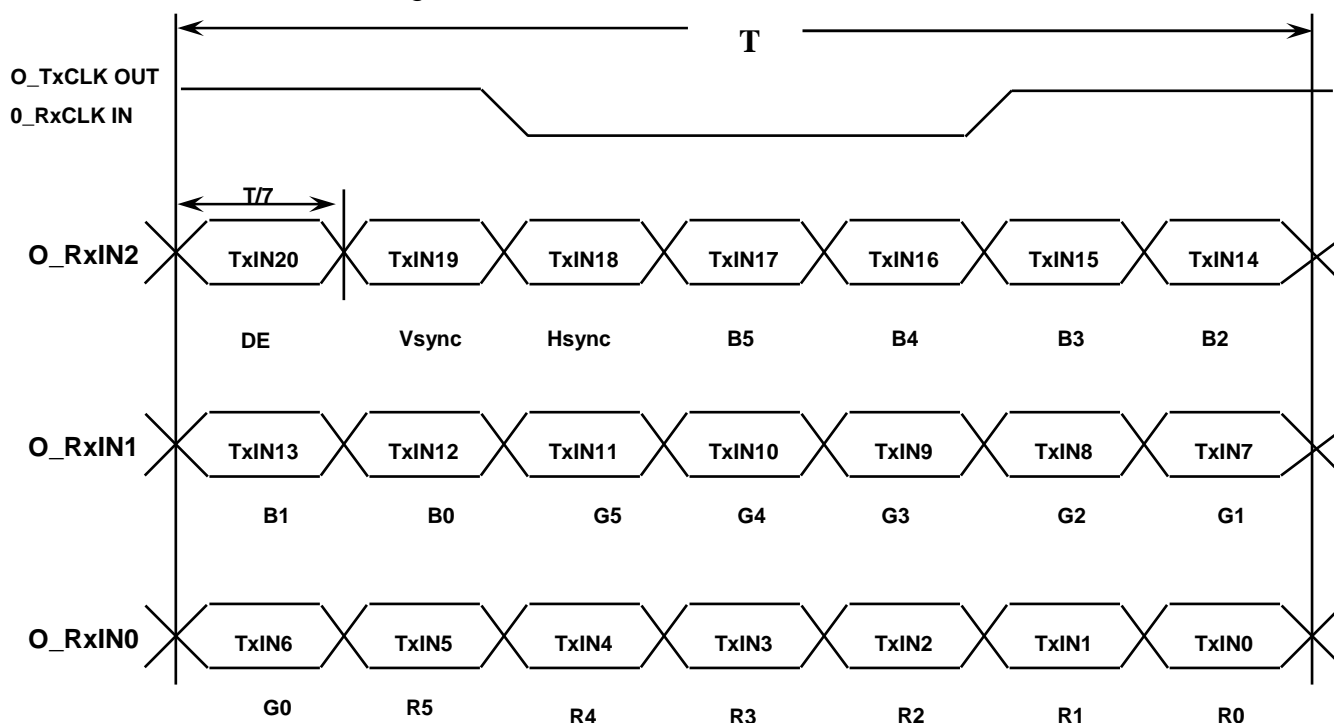 T
O_TxCLK OUT
0_RxCLK IN
T/7
O_RxIN2 TxIN20 TxIN19 TxIN18 TxIN17 TxIN16 TxIN15 TxIN14
DE Vsync Hsync B5 B4 B3 B2
O_RxIN1 TxIN13 TxIN12 TxIN11 TxIN10 TxIN9 TxIN8 TxIN7
B1 B0 G5 G4 G3 G2 G1
O_RxIN0 TxIN6 TxIN5 TxIN4 TxIN3 TxIN2 TxIN1 TxIN0
G0 R5 R4 R3 R2 R1 R0